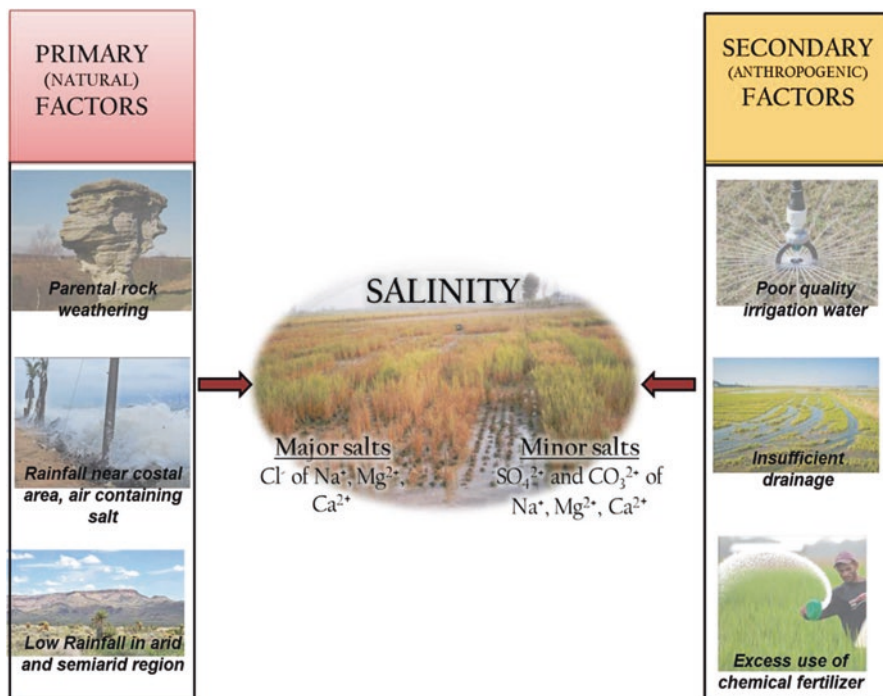 PRIMARY
(NATURAL)
FACTORS
Parental rock
weathering
Rainfall near costal
area, air containing
salt
Low Rainfall in arid
and semiarid region
SALINITY
Major salts
Cl⁻ of Na⁺, Mg²⁺,
Ca²⁺
Minor salts
SO₄²⁺ and CO₃²⁺ of
Na⁺, Mg²⁺, Ca²⁺
SECONDARY
(ANTHROPOGENIC)
FACTORS
Poor quality
irrigation water
Insufficient
drainage
Excess use of
chemical fertilizer